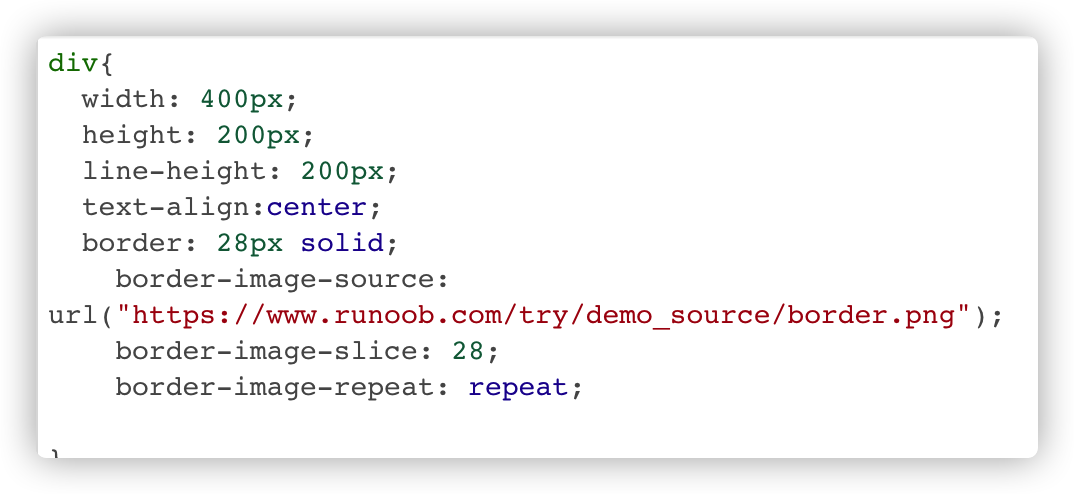 div{
  width: 400px;
  height: 200px;
  line-height: 200px;
  text-align:center;
  border: 28px solid;
    border-image-source:
url("https://www.runoob.com/try/demo_source/border.png");
    border-image-slice: 28;
    border-image-repeat: repeat;

}